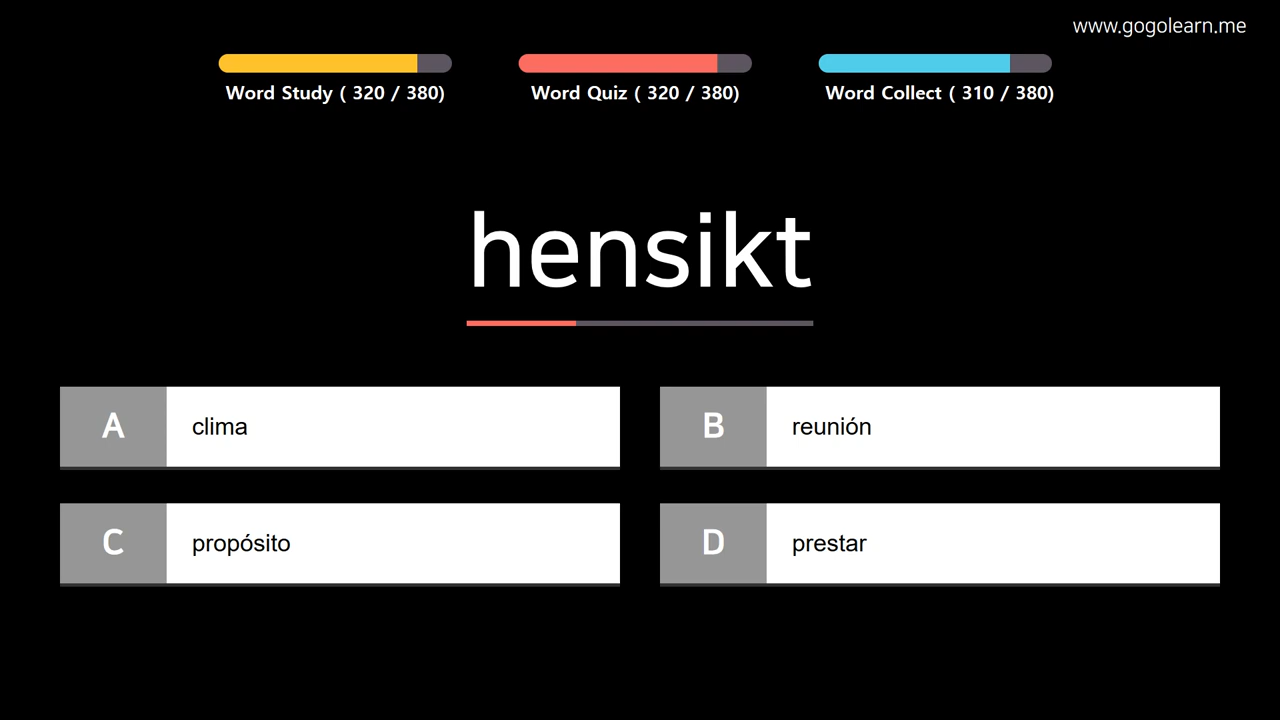 www.gogolearn.me
Word Study ( 320 / 380)
Word Quiz ( 320 / 380)
Word Collect ( 310 / 380)
hensikt
A clima
B reunión
C propósito
D prestar